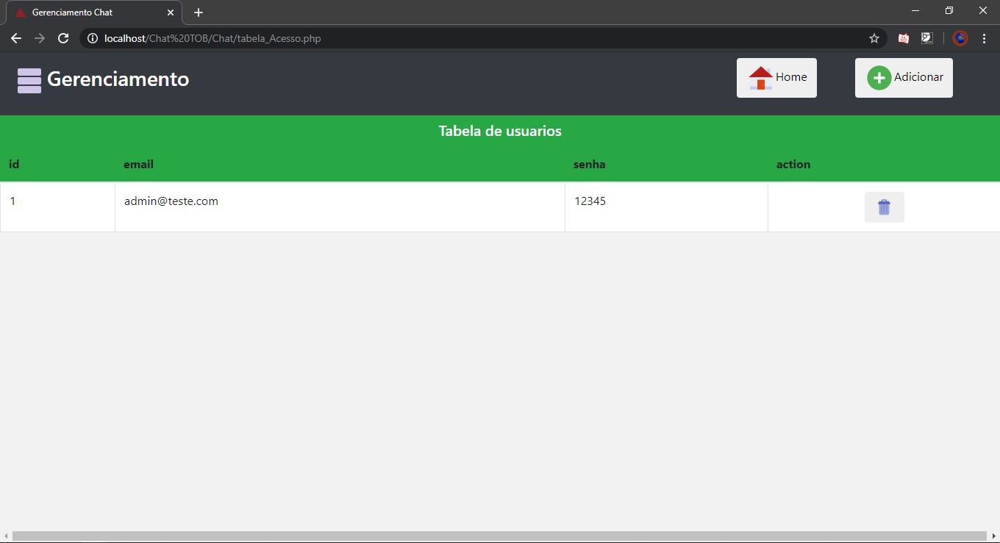 Gerenciamento Chat
localhost/Chat%20TOB/Chat/tabela_Acesso.php
Gerenciamento
Home
Adicionar
Tabela de usuarios
id email senha action
1 admin@teste.com 12345